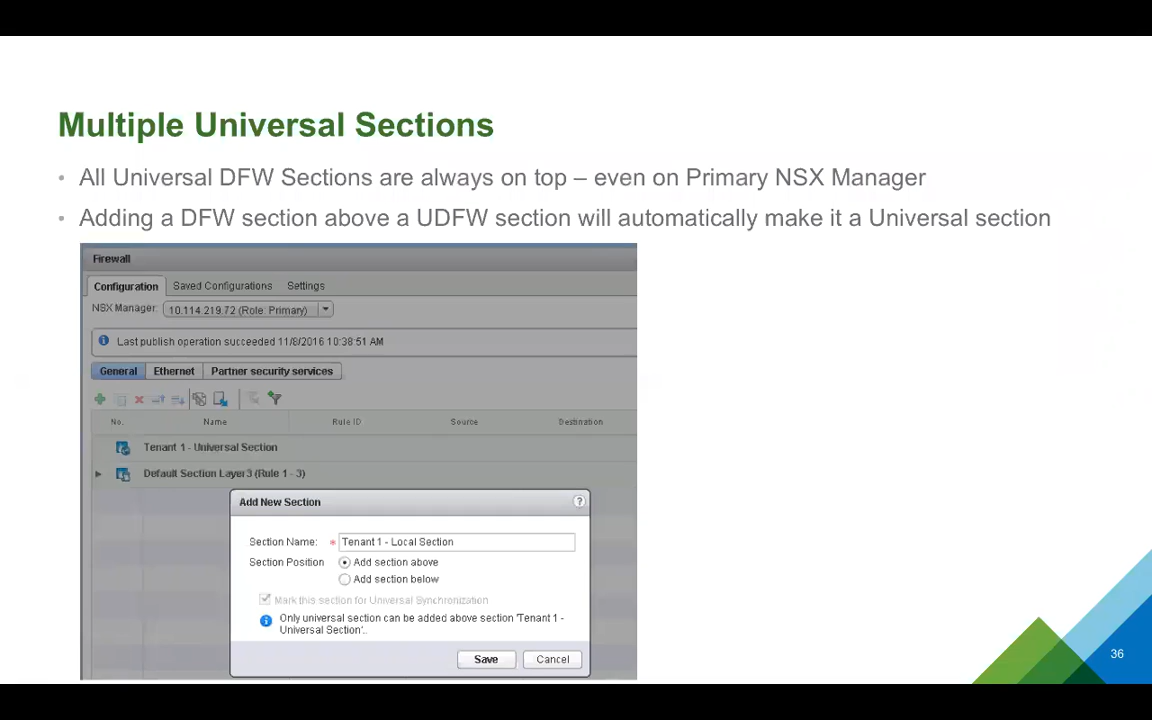 Multiple Universal Sections
• All Universal DFW Sections are always on top – even on Primary NSX Manager
• Adding a DFW section above a UDFW section will automatically make it a Universal section
Firewall
Configuration Saved Configurations Settings
NSX Manager: 10.114.219.72 (Role: Primary)
Last publish operation succeeded 11/8/2016 10:38:51 AM
General Ethernet Partner security services
No. Name Rule ID Source Destination
Tenant 1 - Universal Section
Default Section Layer3 (Rule 1 - 3)
Add New Section ?
Section Name: * Tenant 1 - Local Section
Section Position Add section above
Add section below
Mark this section for Universal Synchronization
Only universal section can be added above section 'Tenant 1 -
Universal Section'..
Save Cancel
36